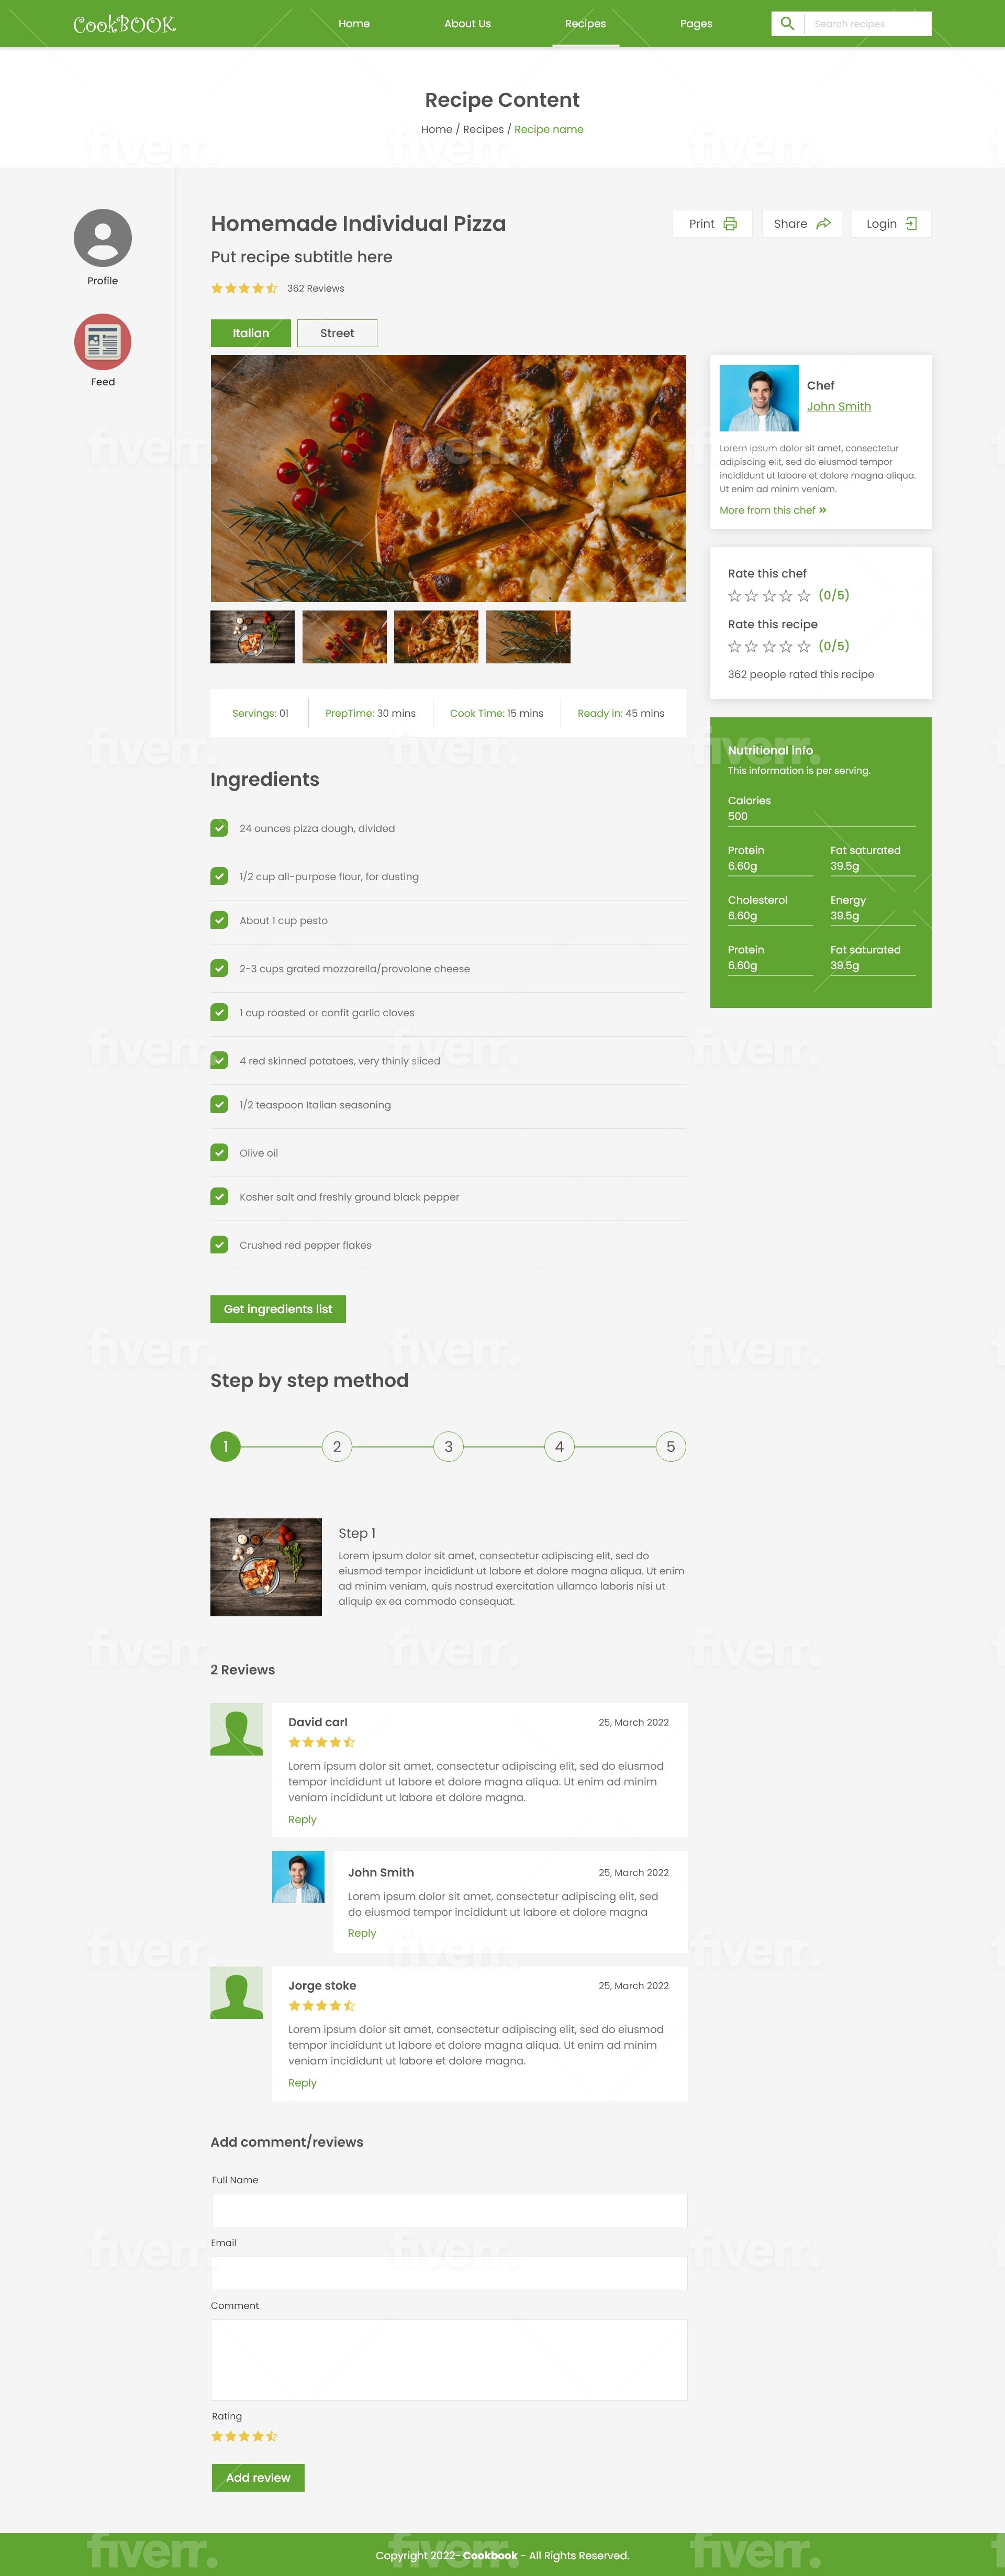 CookBOOK
Home
About Us
Recipes
Pages
Search recipes
Recipe Content
Home / Recipes / Recipe name
Profile
Feed
Homemade Individual Pizza
Print
Share
Login
Put recipe subtitle here
362 Reviews
Italian
Street
Chef
John Smith
Lorem ipsum dolor sit amet, consectetur
adipiscing elit, sed do eiusmod tempor
incididunt ut labore et dolore magna aliqua.
Ut enim ad minim veniam.
More from this chef »
Rate this chef
(0/5)
Rate this recipe
(0/5)
362 people rated this recipe
Servings: 01
PrepTime: 30 mins
Cook Time: 15 mins
Ready in: 45 mins
Nutritional info
This information is per serving.
Calories
500
Protein
6.60g
Fat saturated
39.5g
Cholesterol
6.60g
Energy
39.5g
Protein
6.60g
Fat saturated
39.5g
Ingredients
24 ounces pizza dough, divided
1/2 cup all-purpose flour, for dusting
About 1 cup pesto
2-3 cups grated mozzarella/provolone cheese
1 cup roasted or confit garlic cloves
4 red skinned potatoes, very thinly sliced
1/2 teaspoon Italian seasoning
Olive oil
Kosher salt and freshly ground black pepper
Crushed red pepper flakes
Get ingredients list
Step by step method
1
2
3
4
5
Step 1
Lorem ipsum dolor sit amet, consectetur adipiscing elit, sed do
eiusmod tempor incididunt ut labore et dolore magna aliqua. Ut enim
ad minim veniam, quis nostrud exercitation ullamco laboris nisi ut
aliquip ex ea commodo consequat.
2 Reviews
David carl
25, March 2022
Lorem ipsum dolor sit amet, consectetur adipiscing elit, sed do eiusmod
tempor incididunt ut labore et dolore magna aliqua. Ut enim ad minim
veniam incididunt ut labore et dolore magna.
Reply
John Smith
25, March 2022
Lorem ipsum dolor sit amet, consectetur adipiscing elit, sed
do eiusmod tempor incididunt ut labore et dolore magna
Reply
Jorge stoke
25, March 2022
Lorem ipsum dolor sit amet, consectetur adipiscing elit, sed do eiusmod
tempor incididunt ut labore et dolore magna aliqua. Ut enim ad minim
veniam incididunt ut labore et dolore magna.
Reply
Add comment/reviews
Full Name
Email
Comment
Rating
Add review
Copyright 2022- Cookbook - All Rights Reserved.
fiverr.